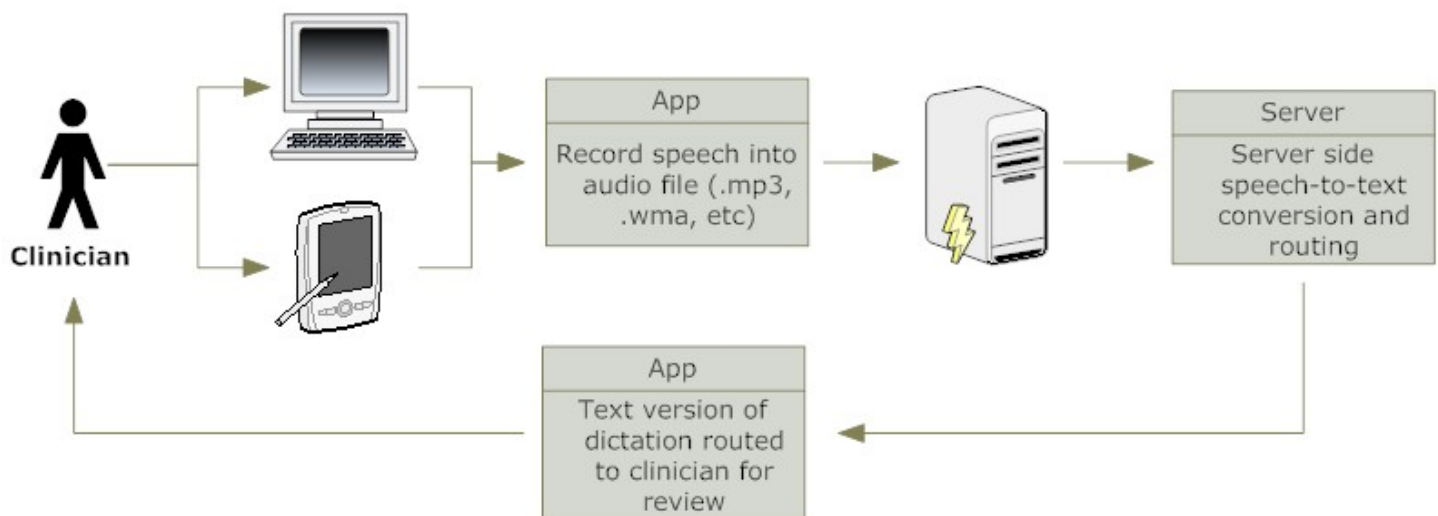 Clinician
App
Record speech into
audio file (.mp3,
.wma, etc)
Server
Server side
speech-to-text
conversion and
routing
App
Text version of
dictation routed
to clinician for
review